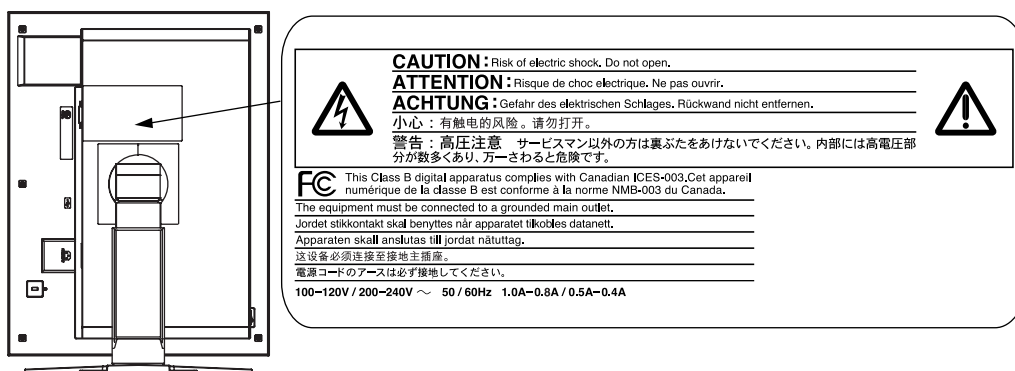 CAUTION : Risk of electric shock. Do not open.
ATTENTION : Risque de choc electrique. Ne pas ouvrir.
ACHTUNG : Gefahr des elektrischen Schlages. Rückwand nicht entfernen.
小心 : 有触电的风险。请勿打开。
警告 : 高圧注意 サービスマン以外の方は裏ぶたをあけないでください。内部には高電圧部
分が数多くあり、万一さわると危険です。
FC This Class B digital apparatus complies with Canadian ICES-003.Cet appareil
numérique de la classe B est conforme à la norme NMB-003 du Canada.
The equipment must be connected to a grounded main outlet.
Jordet stikkontakt skal benyttes når apparatet tilkobles datanett.
Apparaten skall anslutas till jordat nätuttag.
这设备必须连接至接地主插座。
電源コードのアースは必ず接地してください。
100–120V / 200–240V ～ 50 / 60Hz 1.0A–0.8A / 0.5A–0.4A